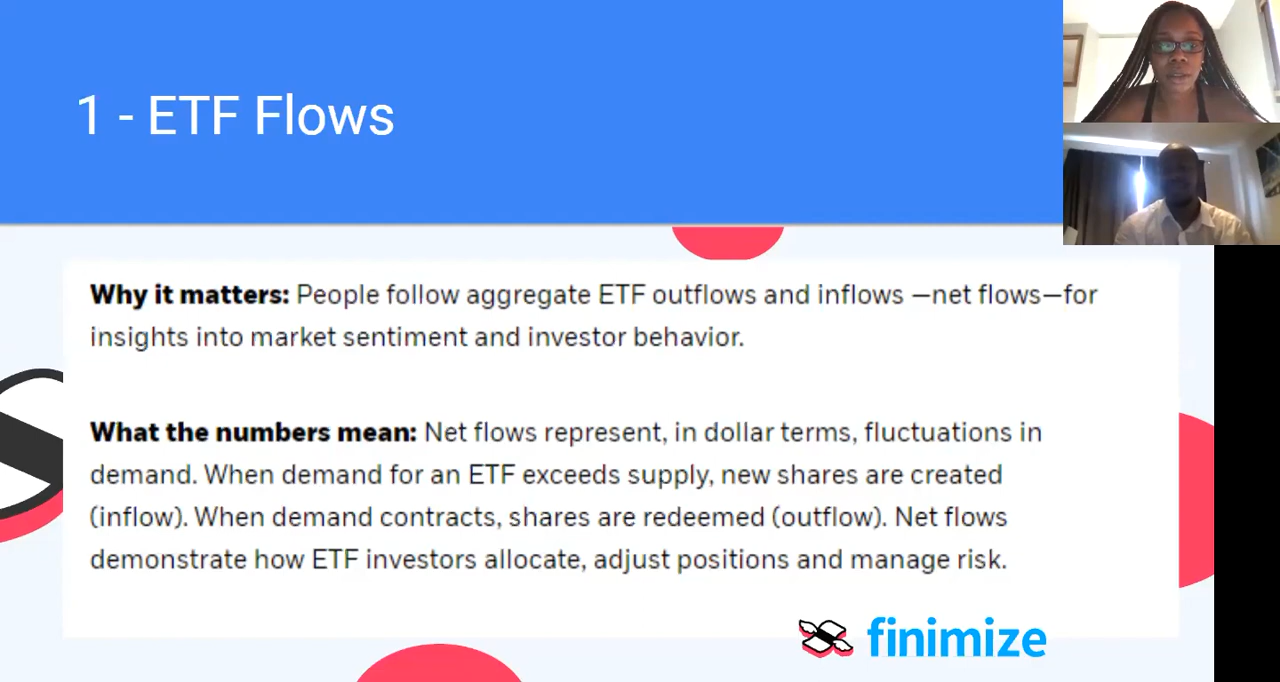 1 - ETF Flows
Why it matters: People follow aggregate ETF outflows and inflows —net flows—for
insights into market sentiment and investor behavior.
What the numbers mean: Net flows represent, in dollar terms, fluctuations in
demand. When demand for an ETF exceeds supply, new shares are created
(inflow). When demand contracts, shares are redeemed (outflow). Net flows
demonstrate how ETF investors allocate, adjust positions and manage risk.
finimize